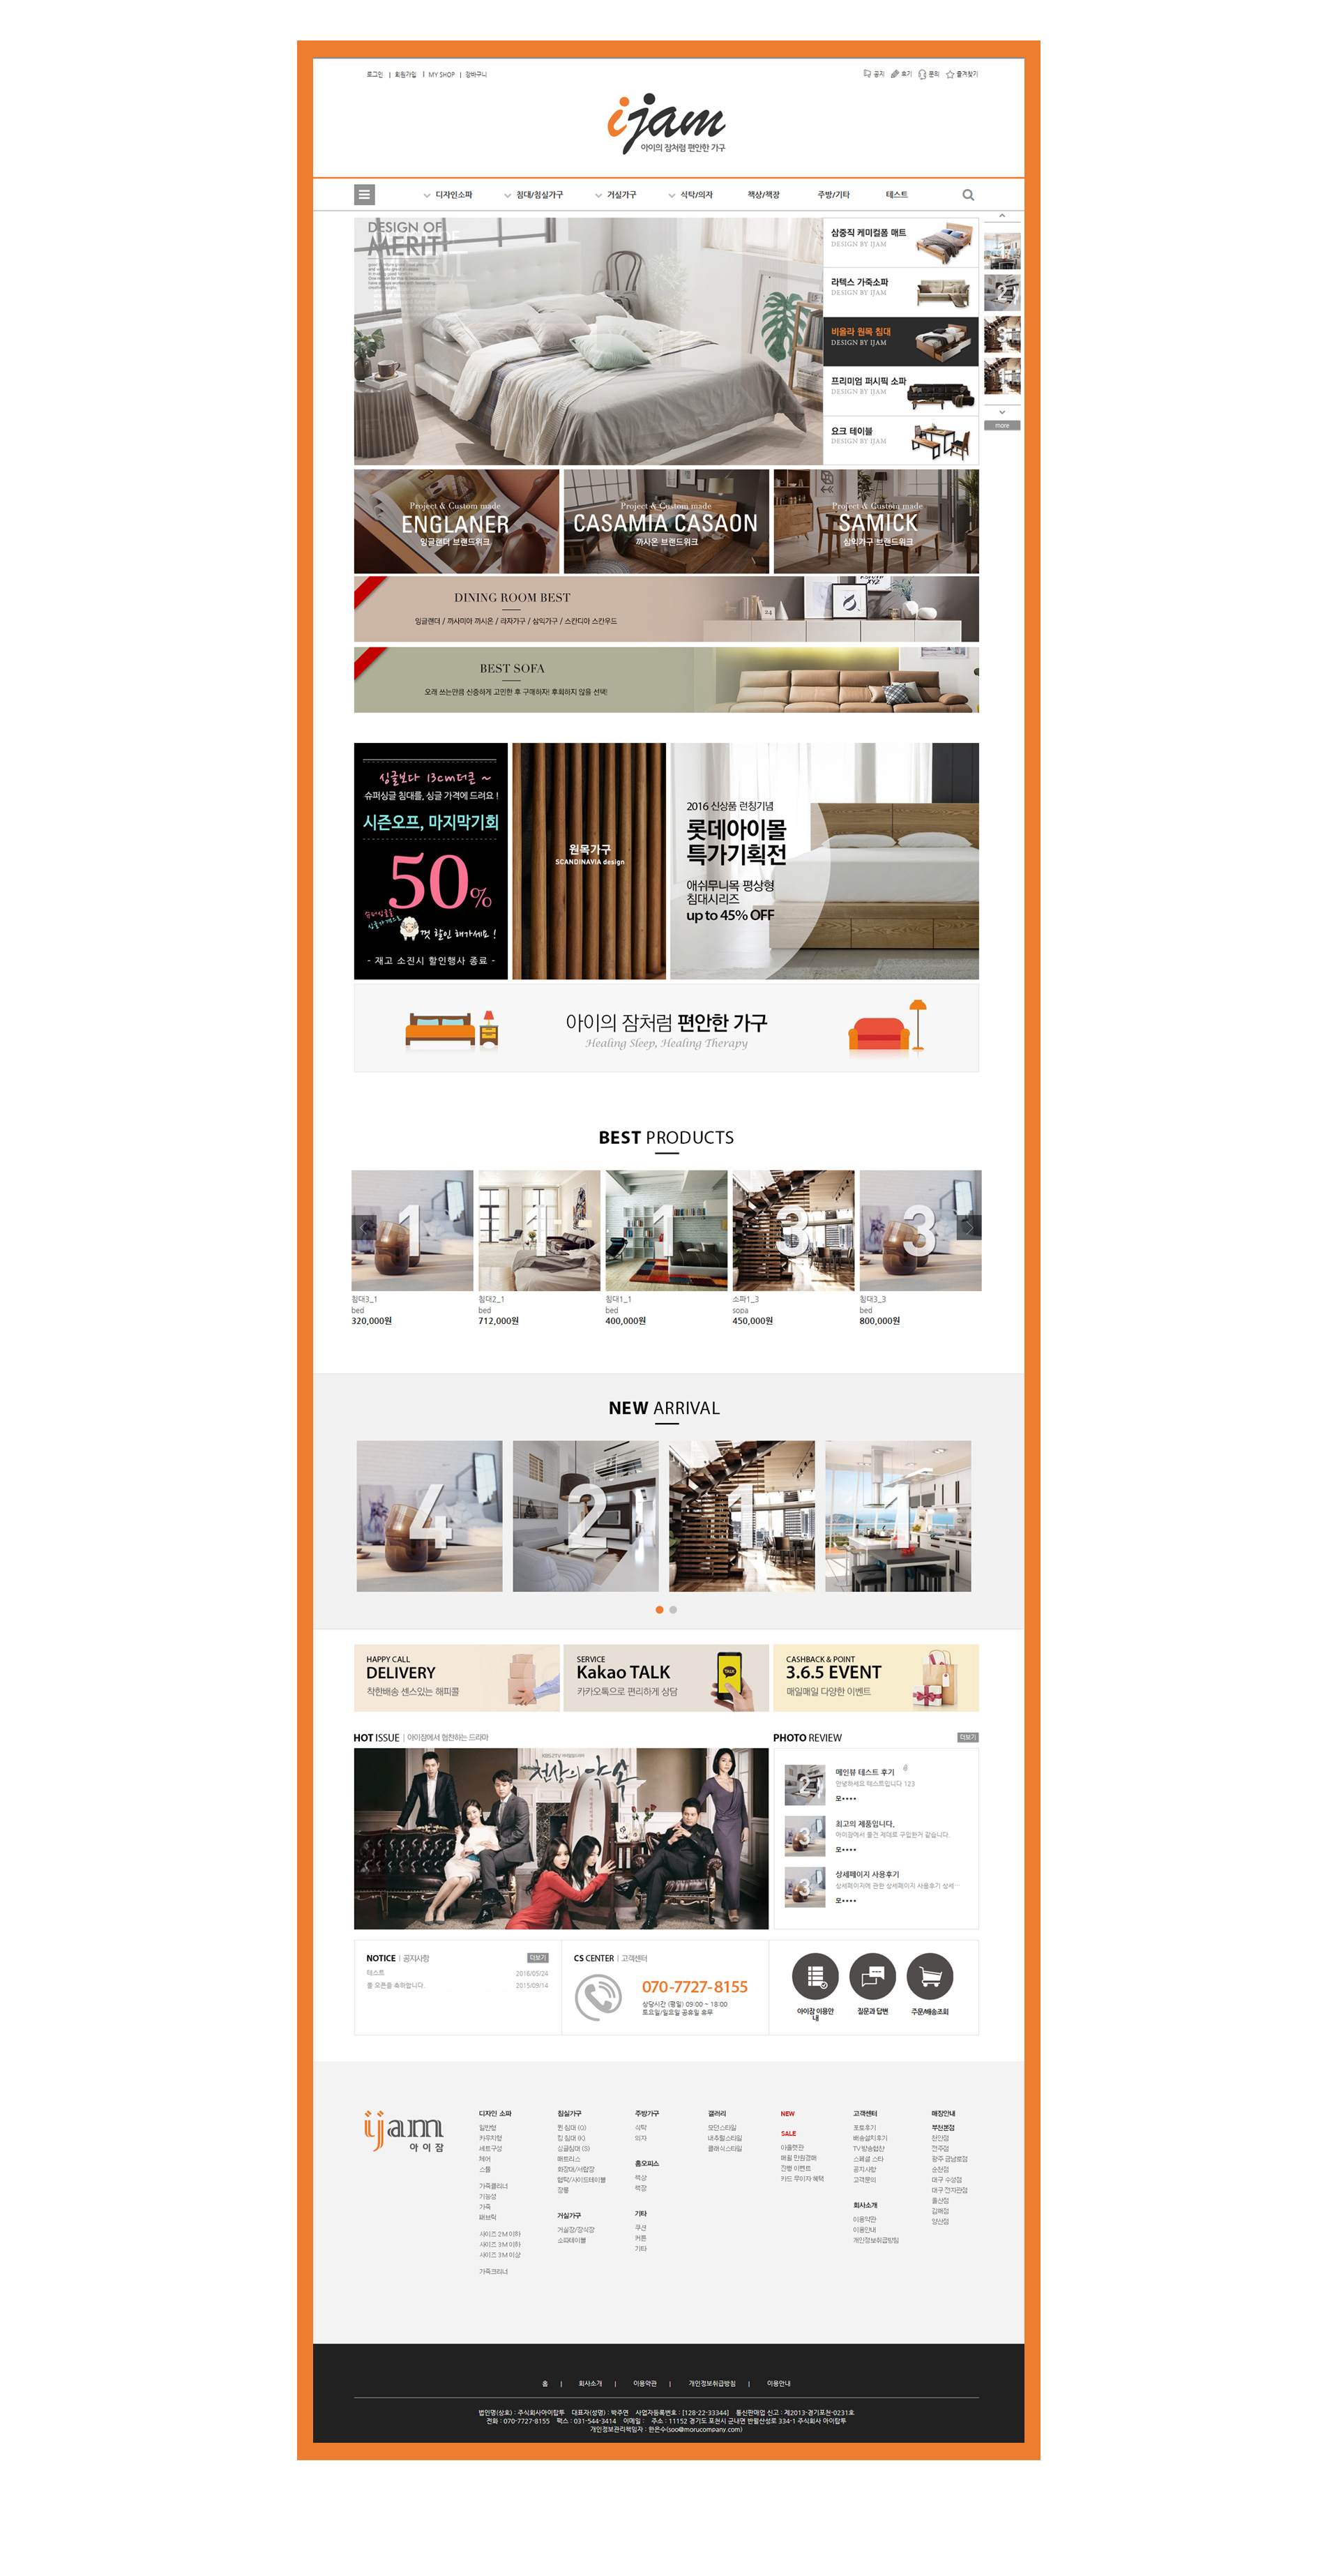 로그인 | 회원가입 | MY SHOP | 장바구니
공지 후기 문의 즐겨찾기
ijam
아이의 잠처럼 편안한 가구
디자인소파 침대/침실가구 거실가구 식탁/의자 책상/책장 주방/기타 테스트
DESIGN OF
MERIT
삼중직 케미컬폼 매트
DESIGN BY IJAM
라텍스 가죽소파
DESIGN BY IJAM
비올라 원목 침대
DESIGN BY IJAM
프리미엄 퍼시픽 소파
DESIGN BY IJAM
요크 테이블
DESIGN BY IJAM
more
Project & Custom made
ENGLANER
잉글랜더 브랜드위크
Project & Custom made
CASAMIA CASAON
까사온 브랜드위크
Project & Custom made
SAMICK
삼익가구 브랜드위크
DINING ROOM BEST
잉글랜더 / 까사미아 까시온 / 라자가구 / 삼익가구 / 스칸디아 스칸우드
BEST SOFA
오래 쓰는만큼 신중하게 고민한 후 구매하자! 후회하지 않을 선택!
싱글보다 13cm더큰 ~
슈퍼싱글 침대를, 싱글 가격에 드려요 !
시즌오프, 마지막기회
50%
슈퍼싱글을
싱글가격으로
껏 할인 해가세요 !
- 재고 소진시 할인행사 종료 -
원목가구
SCANDINAVIA design
2016 신상품 런칭기념
롯데아이몰
특가기획전
애쉬무니목 평상형
침대시리즈
up to 45% OFF
아이의 잠처럼 편안한 가구
Healing Sleep, Healing Therapy
BEST PRODUCTS
1 1 1 3 3
침대3_1
bed
320,000원
침대2_1
bed
712,000원
침대1_1
bed
400,000원
소파1_3
sopa
450,000원
침대3_3
bed
800,000원
NEW ARRIVAL
4 2 1 1
HAPPY CALL
DELIVERY
착한배송 센스있는 해피콜
SERVICE
Kakao TALK
카카오톡으로 편리하게 상담
TALK
CASHBACK & POINT
3.6.5 EVENT
매일매일 다양한 이벤트
HOT ISSUE | 아이잠에서 협찬하는 드라마
KBS2TV
천상의 약속
PHOTO REVIEW
더보기
메인뷰 테스트 후기
안녕하세요 테스트입니다 123
모****
최고의 제품입니다.
아이잠에서 물건 제대로 구입한거 같습니다.
모****
상세페이지 사용후기
상세페이지에 관한 상세페이지 사용후기 상세…
모****
NOTICE | 공지사항
더보기
테스트 2016/05/24
몰 오픈을 축하합니다. 2015/09/14
CS CENTER | 고객센터
070-7727-8155
상담시간 (평일) 09:00 ~ 18:00
토요일/일요일 공휴일 휴무
아이잠 이용안
내
질문과 답변
주문/배송조회
ijam
아이잠
디자인 소파
일반형
카우치형
세트구성
체어
스툴
가죽클리너
기능성
가죽
패브릭
사이즈 2M 이하
사이즈 3M 이하
사이즈 3M 이상
가죽크리너
침실가구
퀸 침대 (Q)
킹 침대 (K)
싱글침대 (S)
매트리스
화장대/서랍장
협탁/사이드테이블
장롱
거실가구
거실장/장식장
소파테이블
주방가구
식탁
의자
홈오피스
책상
책장
기타
쿠션
커튼
기타
갤러리
모던스타일
내추럴스타일
클래식스타일
NEW
SALE
아울렛관
매월 만원경매
진행 이벤트
카드 무이자 혜택
고객센터
포토후기
배송설치후기
TV 방송협찬
스페셜 스타
공지사항
고객문의
회사소개
이용약관
이용안내
개인정보취급방침
매장안내
부천본점
천안점
전주점
광주 금남로점
순천점
대구 수성점
대구 전자관점
울산점
김해점
양산점
홈 | 회사소개 | 이용약관 | 개인정보취급방침 | 이용안내
법인명(상호) : 주식회사아이탑투 대표자(성명) : 박주연 사업자등록번호 : [128-22-33344] 통신판매업 신고 : 제2013-경기포천-0231호
전화 : 070-7727-8155 팩스 : 031-544-3414 이메일 : 주소 : 11152 경기도 포천시 군내면 반월산성로 334-1 주식회사 아이탑투
개인정보관리책임자 : 한은수(soo@morucompany.com)